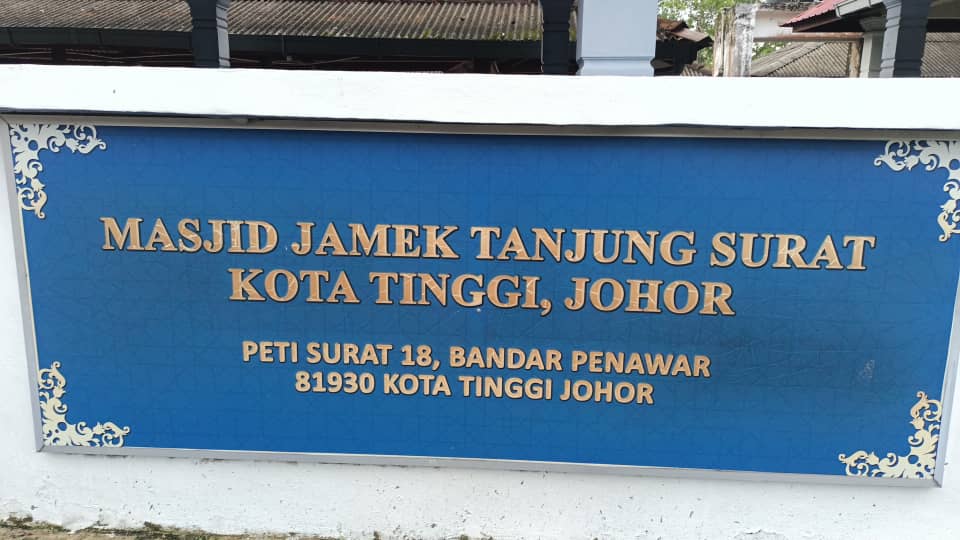 MASJID JAMEK TANJUNG SURAT
KOTA TINGGI, JOHOR
PETI SURAT 18, BANDAR PENAWAR
81930 KOTA TINGGI JOHOR